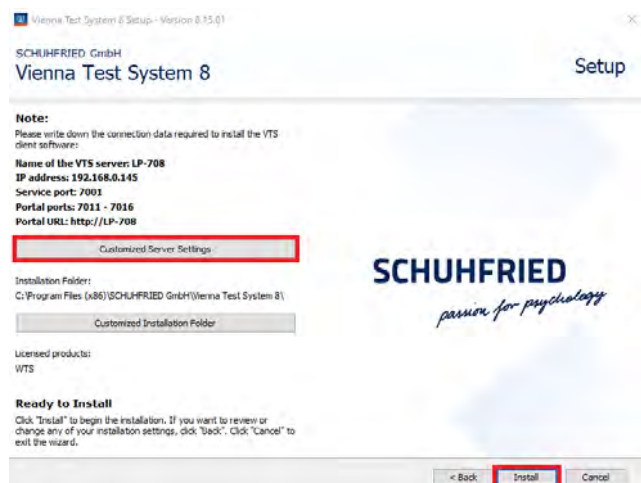 Vienna Test System 8 Setup - Version 8.15.01
SCHUHFRIED GmbH
Vienna Test System 8
Setup
Note:
Please write down the connection data required to install the VTS
client software:
Name of the VTS server: LP-708
IP address: 192.168.0.145
Service port: 7001
Portal ports: 7011 - 7016
Portal URL: http://LP-708
Customized Server Settings
Installation Folder:
C:\Program Files (x86)\SCHUHFRIED GmbH\Vienna Test System 8\
Customized Installation Folder
Licensed products:
WTS
Ready to Install
Click "Install" to begin the installation. If you want to review or
change any of your installation settings, click "Back". Click "Cancel" to
exit the wizard.
SCHUHFRIED
passion for psychology
< Back
Install
Cancel